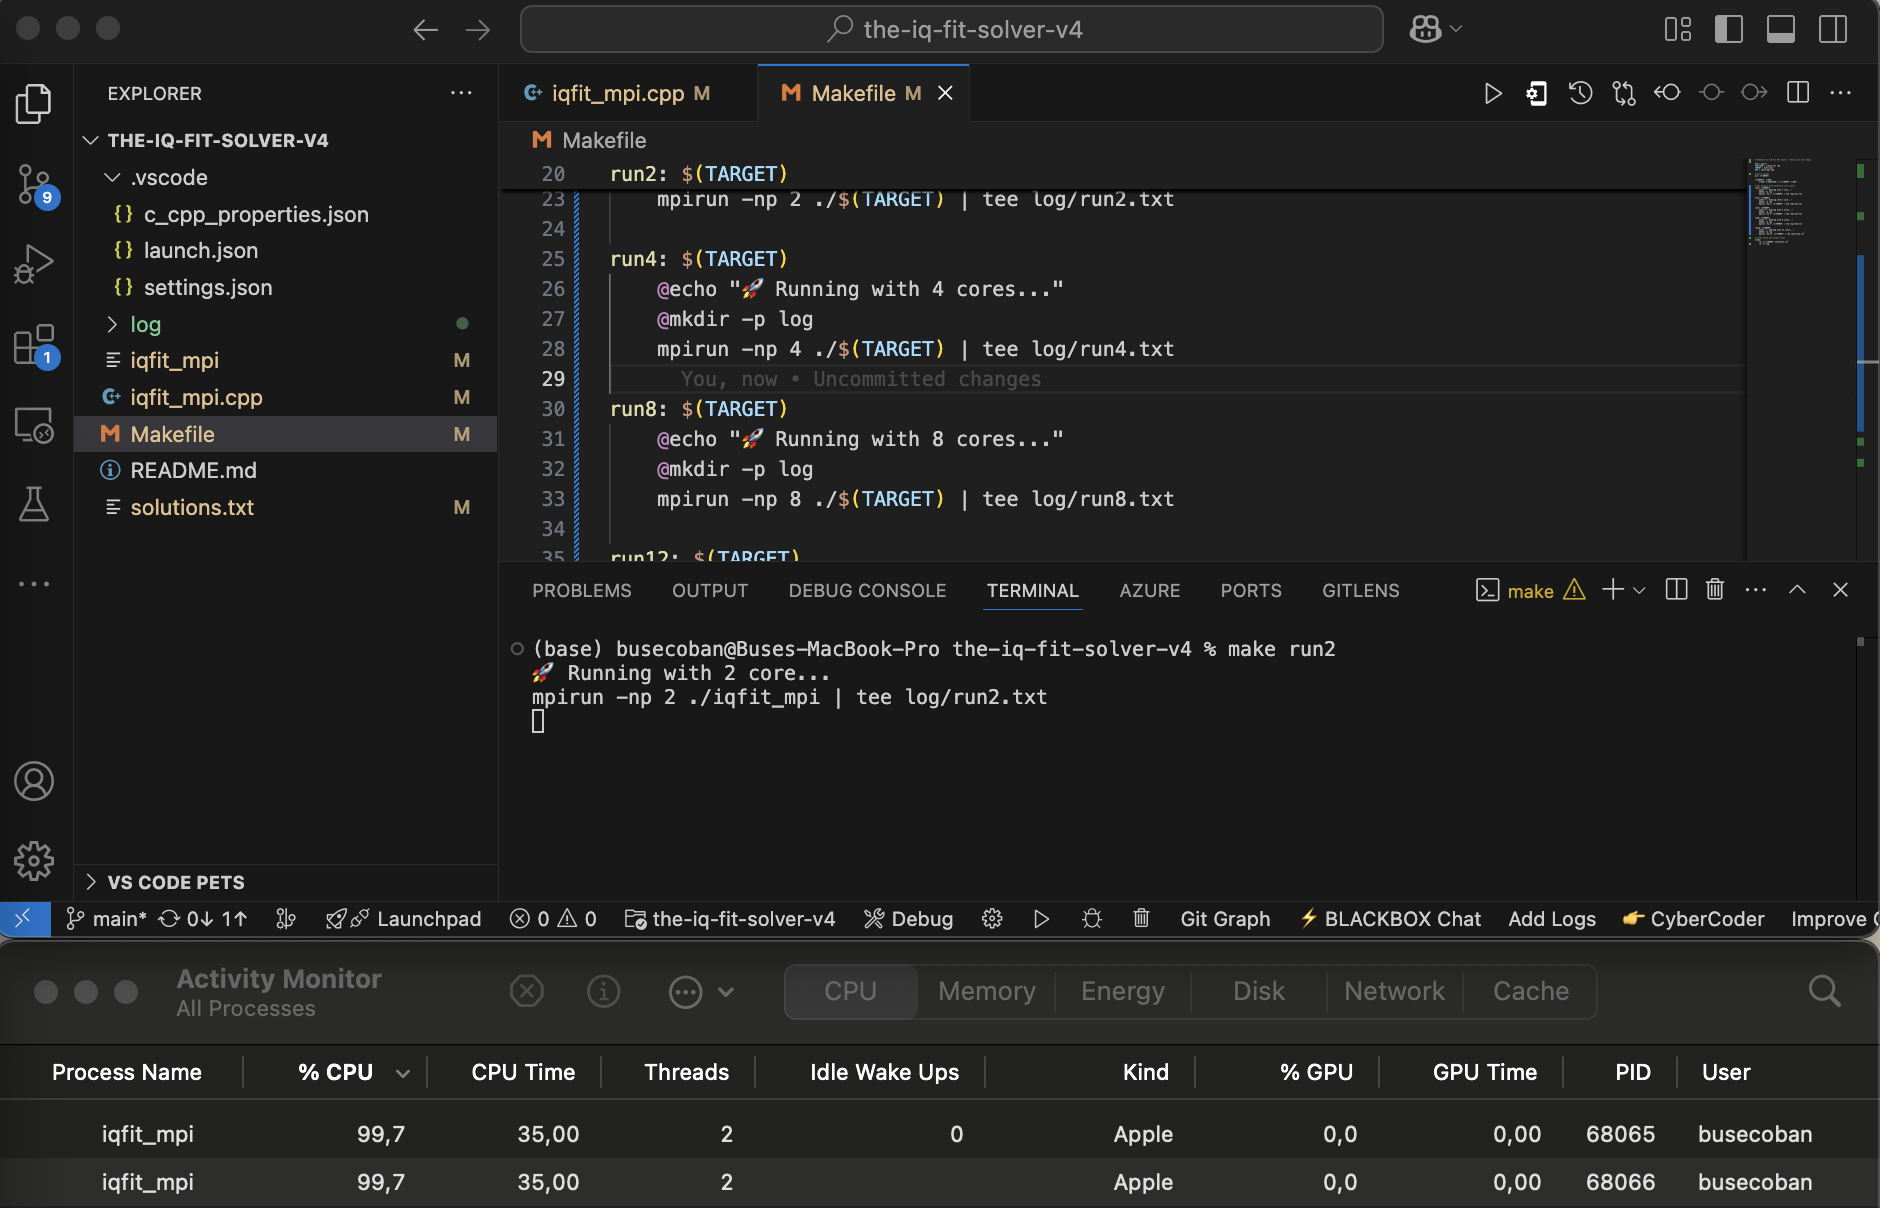 the-iq-fit-solver-v4
EXPLORER
THE-IQ-FIT-SOLVER-V4
.vscode
{} c_cpp_properties.json
{} launch.json
{} settings.json
log
iqfit_mpi M
iqfit_mpi.cpp M
Makefile M
README.md
solutions.txt M
VS CODE PETS
9
1
iqfit_mpi.cpp M
M Makefile M
M Makefile
20 run2: $(TARGET)
23 mpirun -np 2 ./$(TARGET) | tee log/run2.txt
24
25 run4: $(TARGET)
26 @echo "🚀 Running with 4 cores..."
27 @mkdir -p log
28 mpirun -np 4 ./$(TARGET) | tee log/run4.txt
29 You, now • Uncommitted changes
30 run8: $(TARGET)
31 @echo "🚀 Running with 8 cores..."
32 @mkdir -p log
33 mpirun -np 8 ./$(TARGET) | tee log/run8.txt
34
35 run12: $(TARGET)
PROBLEMS OUTPUT DEBUG CONSOLE TERMINAL AZURE PORTS GITLENS make
(base) busecoban@Buses-MacBook-Pro the-iq-fit-solver-v4 % make run2
🚀 Running with 2 core...
mpirun -np 2 ./iqfit_mpi | tee log/run2.txt
main* 0↓ 1↑ Launchpad 0 0 the-iq-fit-solver-v4 Debug Git Graph ⚡ BLACKBOX Chat Add Logs 👉 CyberCoder Improve
Activity Monitor
All Processes
CPU Memory Energy Disk Network Cache
Process Name % CPU CPU Time Threads Idle Wake Ups Kind % GPU GPU Time PID User
iqfit_mpi 99,7 35,00 2 0 Apple 0,0 0,00 68065 busecoban
iqfit_mpi 99,7 35,00 2 Apple 0,0 0,00 68066 busecoban